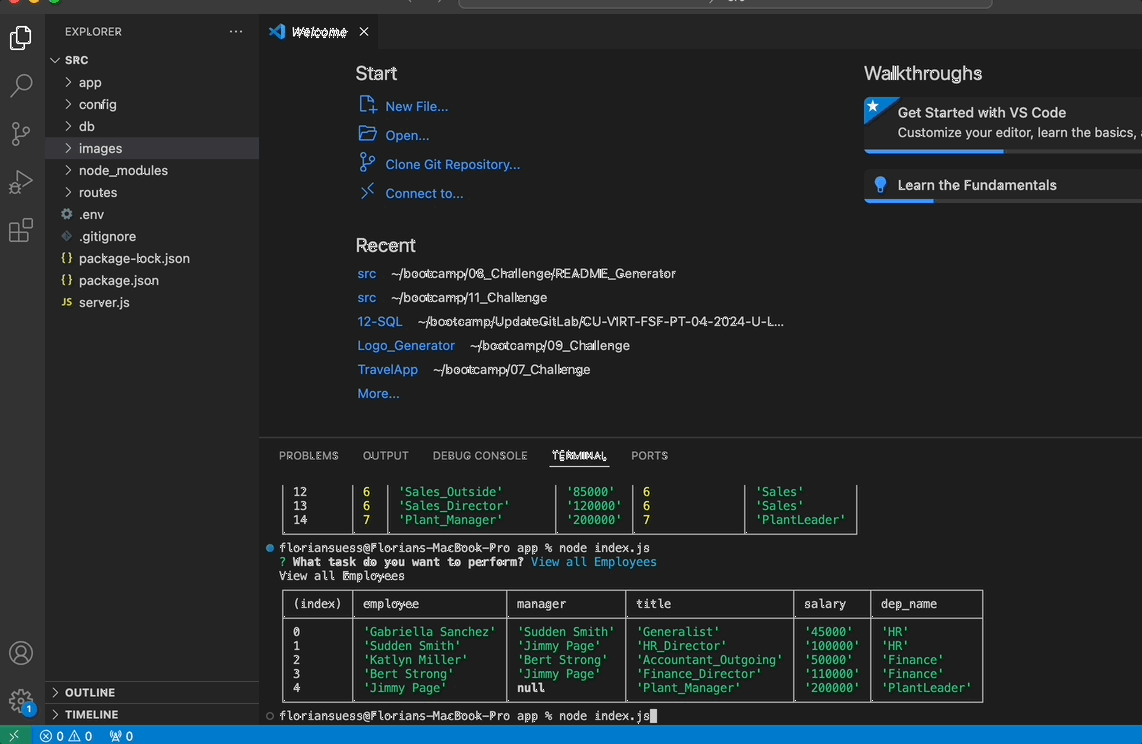 EXPLORER
SRC
app
config
db
images
node_modules
routes
.env
.gitignore
{} package-lock.json
{} package.json
JS server.js
OUTLINE
TIMELINE
Welcome
Start
New File...
Open...
Clone Git Repository...
Connect to...
Recent
src ~/bootcamp/08_Challenge/README_Generator
src ~/bootcamp/11_Challenge
12-SQL ~/bootcamp/UpdateGitLab/CU-VIRT-FSF-PT-04-2024-U-L...
Logo_Generator ~/bootcamp/09_Challenge
TravelApp ~/bootcamp/07_Challenge
More...
Walkthroughs
Get Started with VS Code
Customize your editor, learn the basics,
Learn the Fundamentals
PROBLEMS OUTPUT DEBUG CONSOLE TERMINAL PORTS
12 6 'Sales_Outside' '85000' 6 'Sales'
13 6 'Sales_Director' '120000' 6 'Sales'
14 7 'Plant_Manager' '200000' 7 'PlantLeader'
floriansuess@Florians-MacBook-Pro app % node index.js
? What task do you want to perform? View all Employees
View all Employees
(index) employee manager title salary dep_name
0 'Gabriella Sanchez' 'Sudden Smith' 'Generalist' '45000' 'HR'
1 'Sudden Smith' 'Jimmy Page' 'HR_Director' '100000' 'HR'
2 'Katlyn Miller' 'Bert Strong' 'Accountant_Outgoing' '50000' 'Finance'
3 'Bert Strong' 'Jimmy Page' 'Finance_Director' '110000' 'Finance'
4 'Jimmy Page' null 'Plant_Manager' '200000' 'PlantLeader'
floriansuess@Florians-MacBook-Pro app % node index.js
1
0 0 0